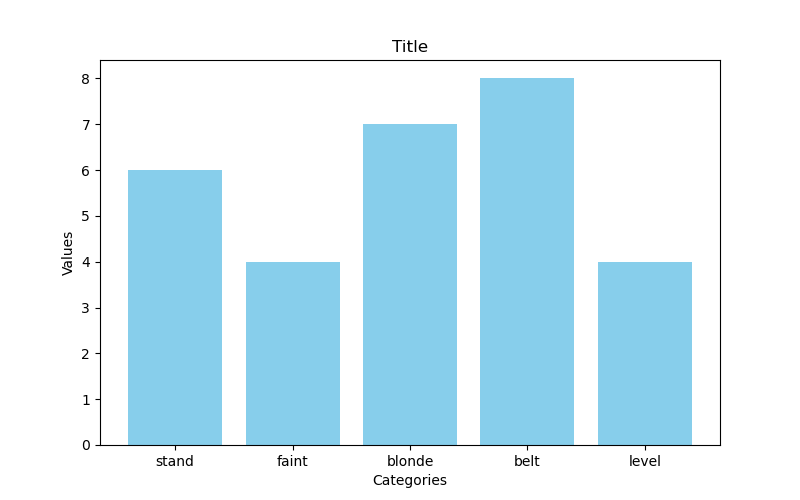 Title
Values
8
7
6
5
4
3
2
1
0
stand faint blonde belt level
Categories